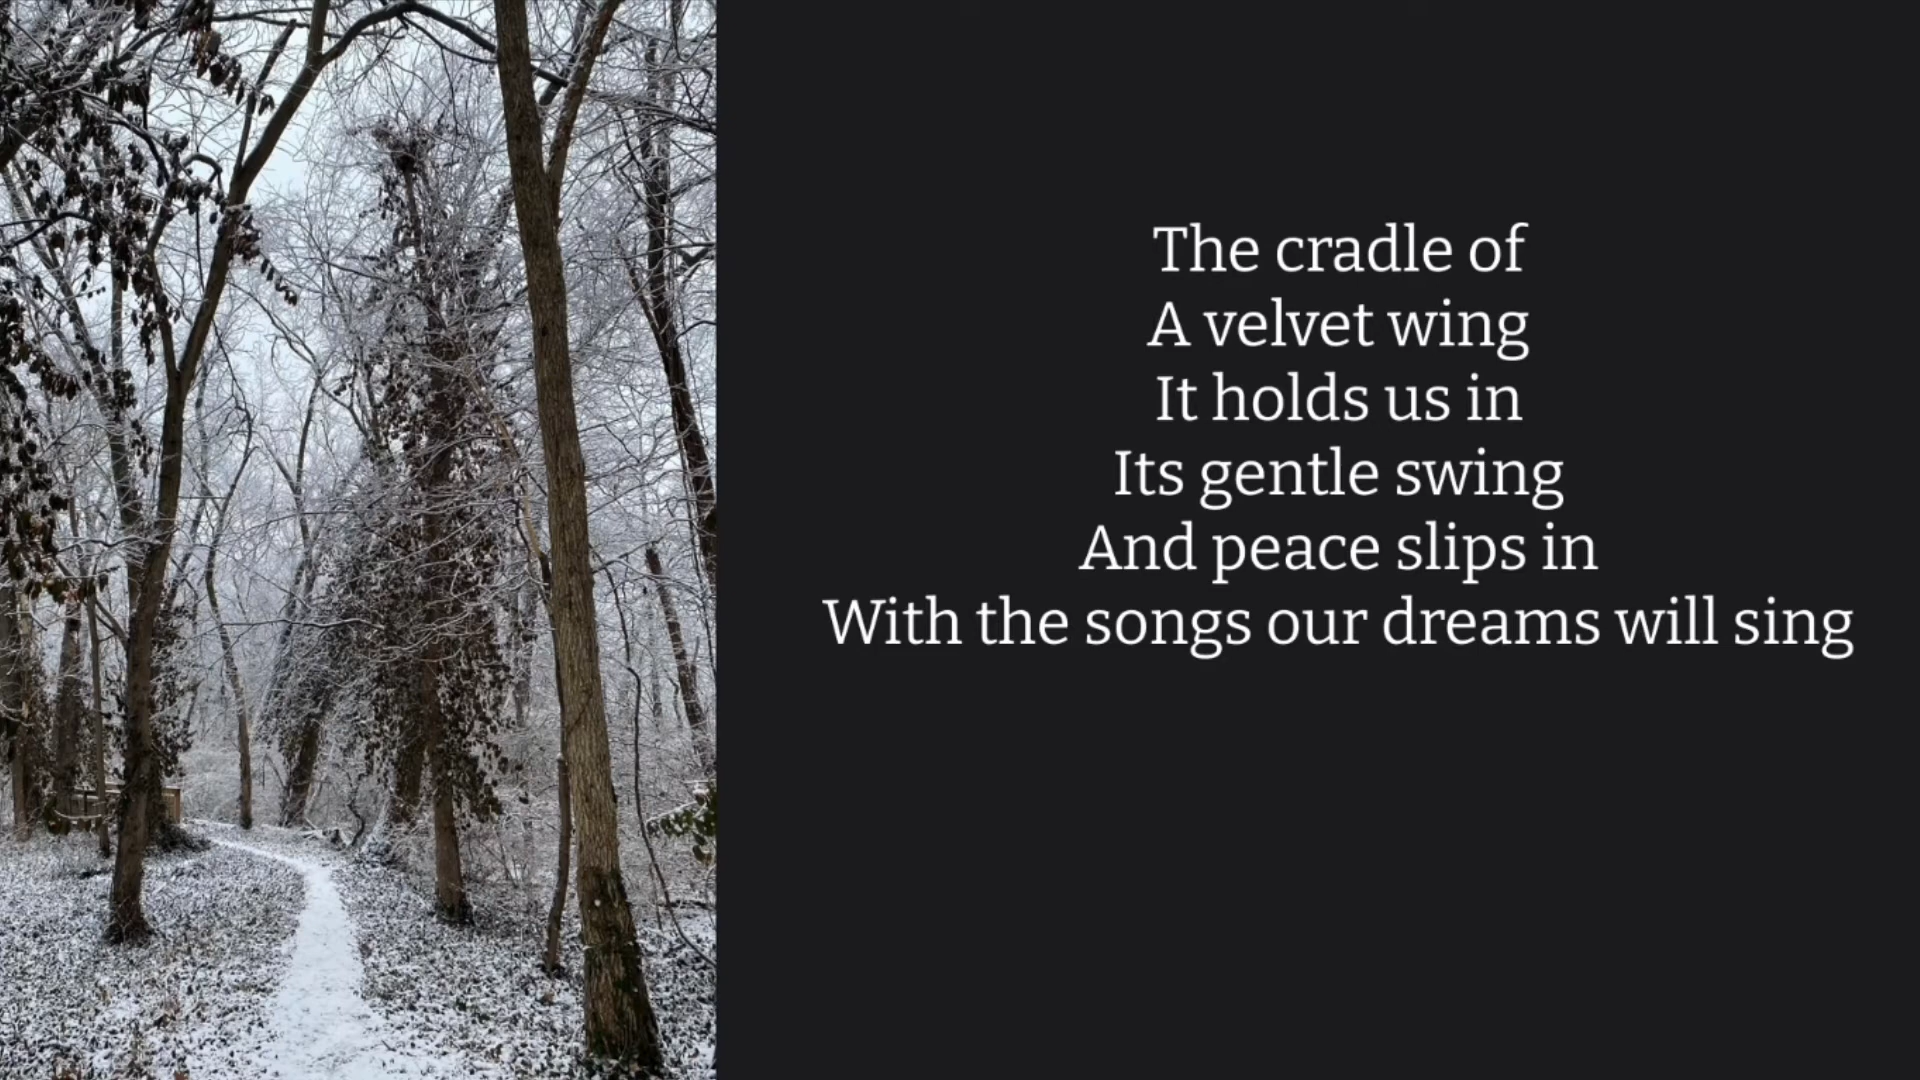 The cradle of
A velvet wing
It holds us in
Its gentle swing
And peace slips in
With the songs our dreams will sing